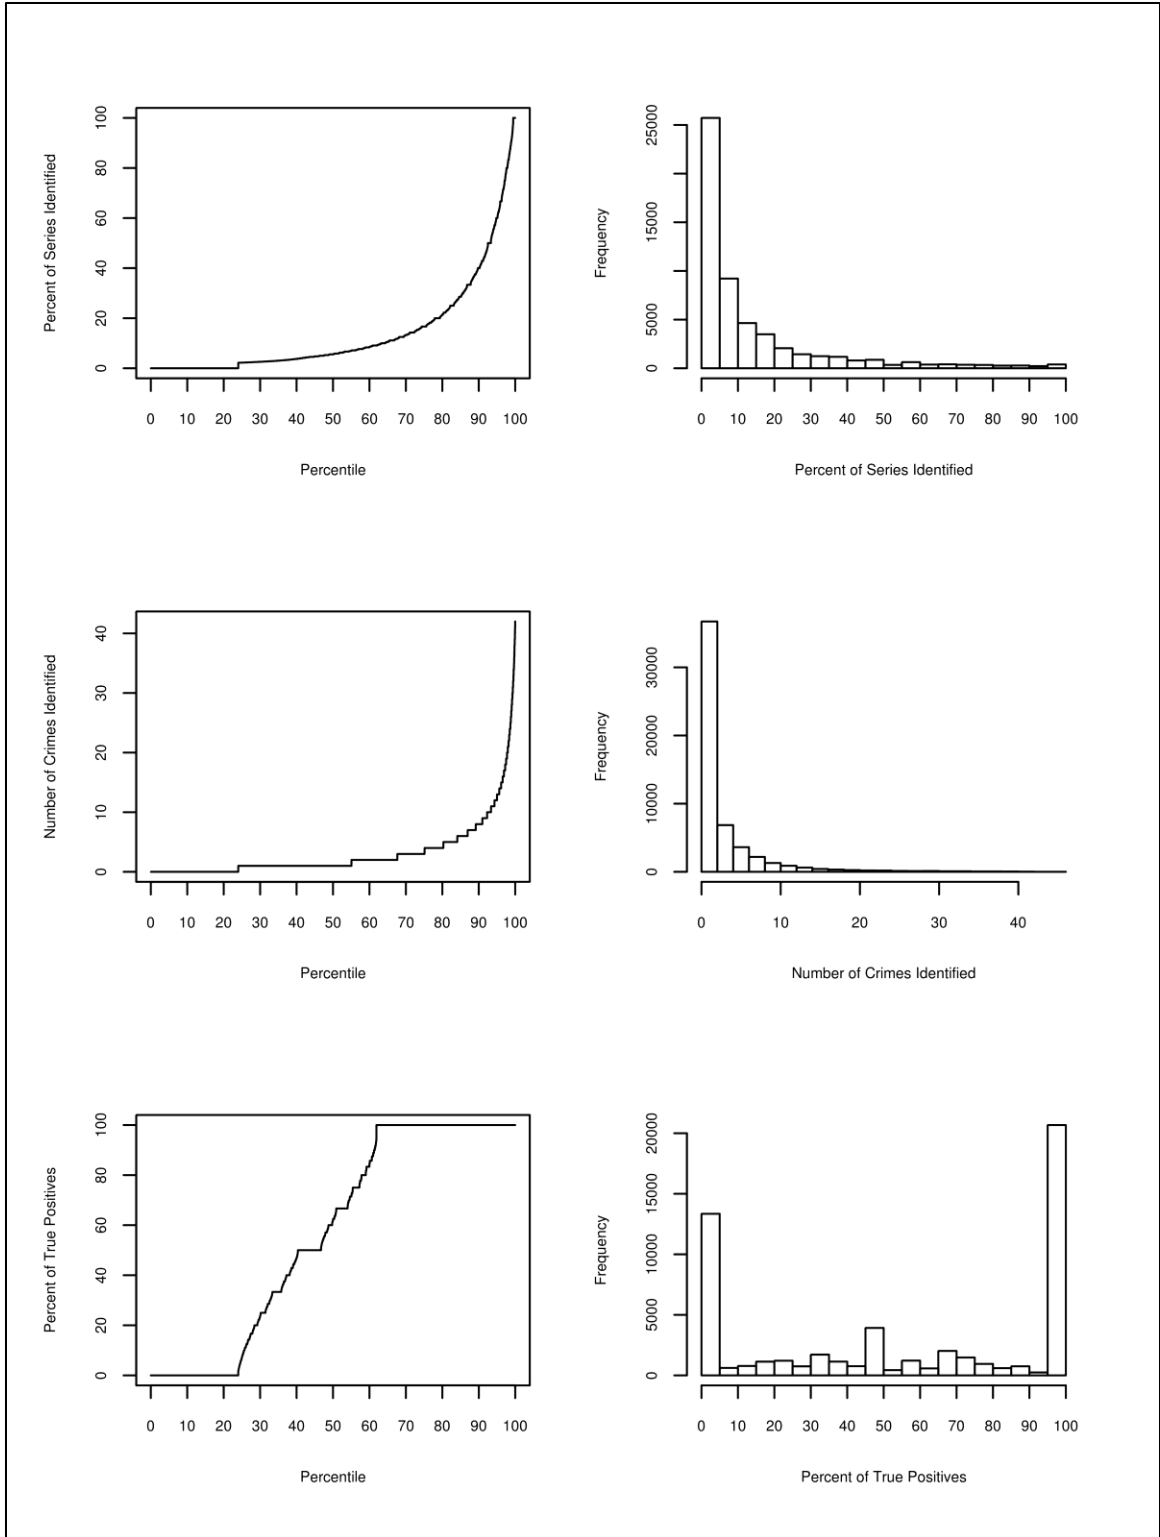 Percent of Series Identified
100
80
60
40
20
0
0 10 20 30 40 50 60 70 80 90 100
Percentile
Frequency
25000
15000
5000
0
0 10 20 30 40 50 60 70 80 90 100
Percent of Series Identified
Number of Crimes Identified
40
30
20
10
0
0 10 20 30 40 50 60 70 80 90 100
Percentile
Frequency
30000
20000
10000
0
0 10 20 30 40
Number of Crimes Identified
Percent of True Positives
100
80
60
40
20
0
0 10 20 30 40 50 60 70 80 90 100
Percentile
Frequency
20000
15000
10000
5000
0
0 10 20 30 40 50 60 70 80 90 100
Percent of True Positives